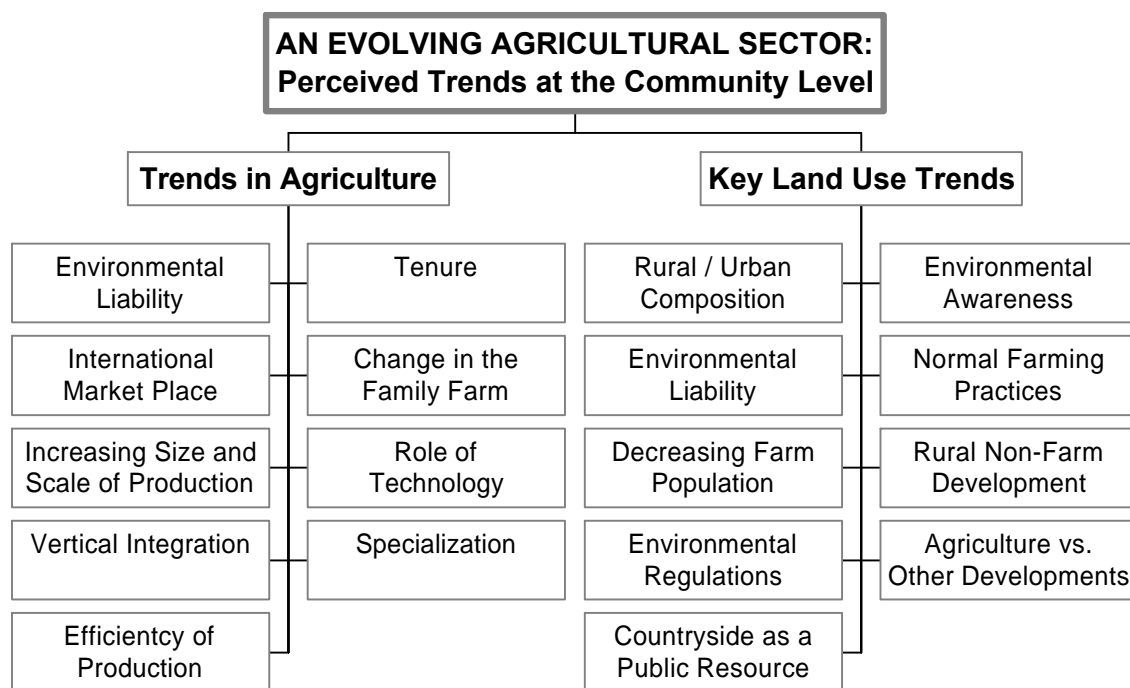 AN EVOLVING AGRICULTURAL SECTOR:
Perceived Trends at the Community Level
Trends in Agriculture
Environmental
Liability
Tenure
International
Market Place
Change in the
Family Farm
Increasing Size and
Scale of Production
Role of
Technology
Vertical Integration
Specialization
Efficientcy of
Production
Key Land Use Trends
Rural / Urban
Composition
Environmental
Awareness
Environmental
Liability
Normal Farming
Practices
Decreasing Farm
Population
Rural Non-Farm
Development
Environmental
Regulations
Agriculture vs.
Other Developments
Countryside as a
Public Resource